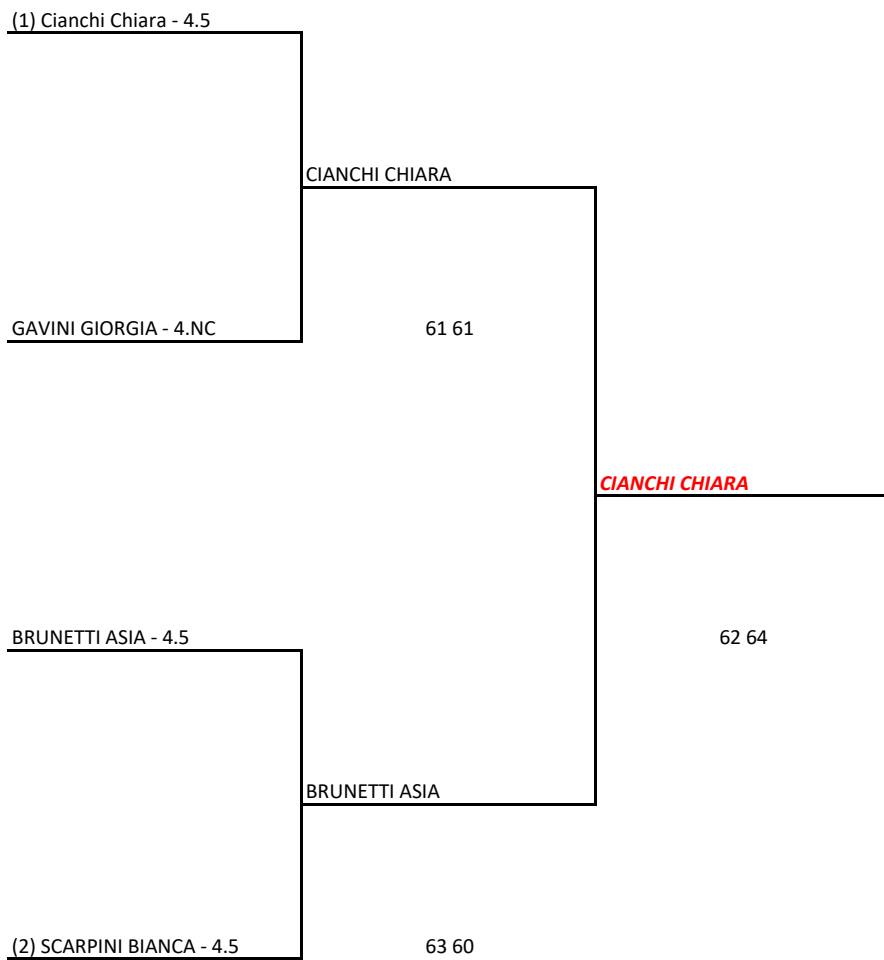 (1) Cianchi Chiara - 4.5
CIANCHI CHIARA
GAVINI GIORGIA - 4.NC
61 61
CIANCHI CHIARA
BRUNETTI ASIA - 4.5
62 64
BRUNETTI ASIA
(2) SCARPINI BIANCA - 4.5
63 60